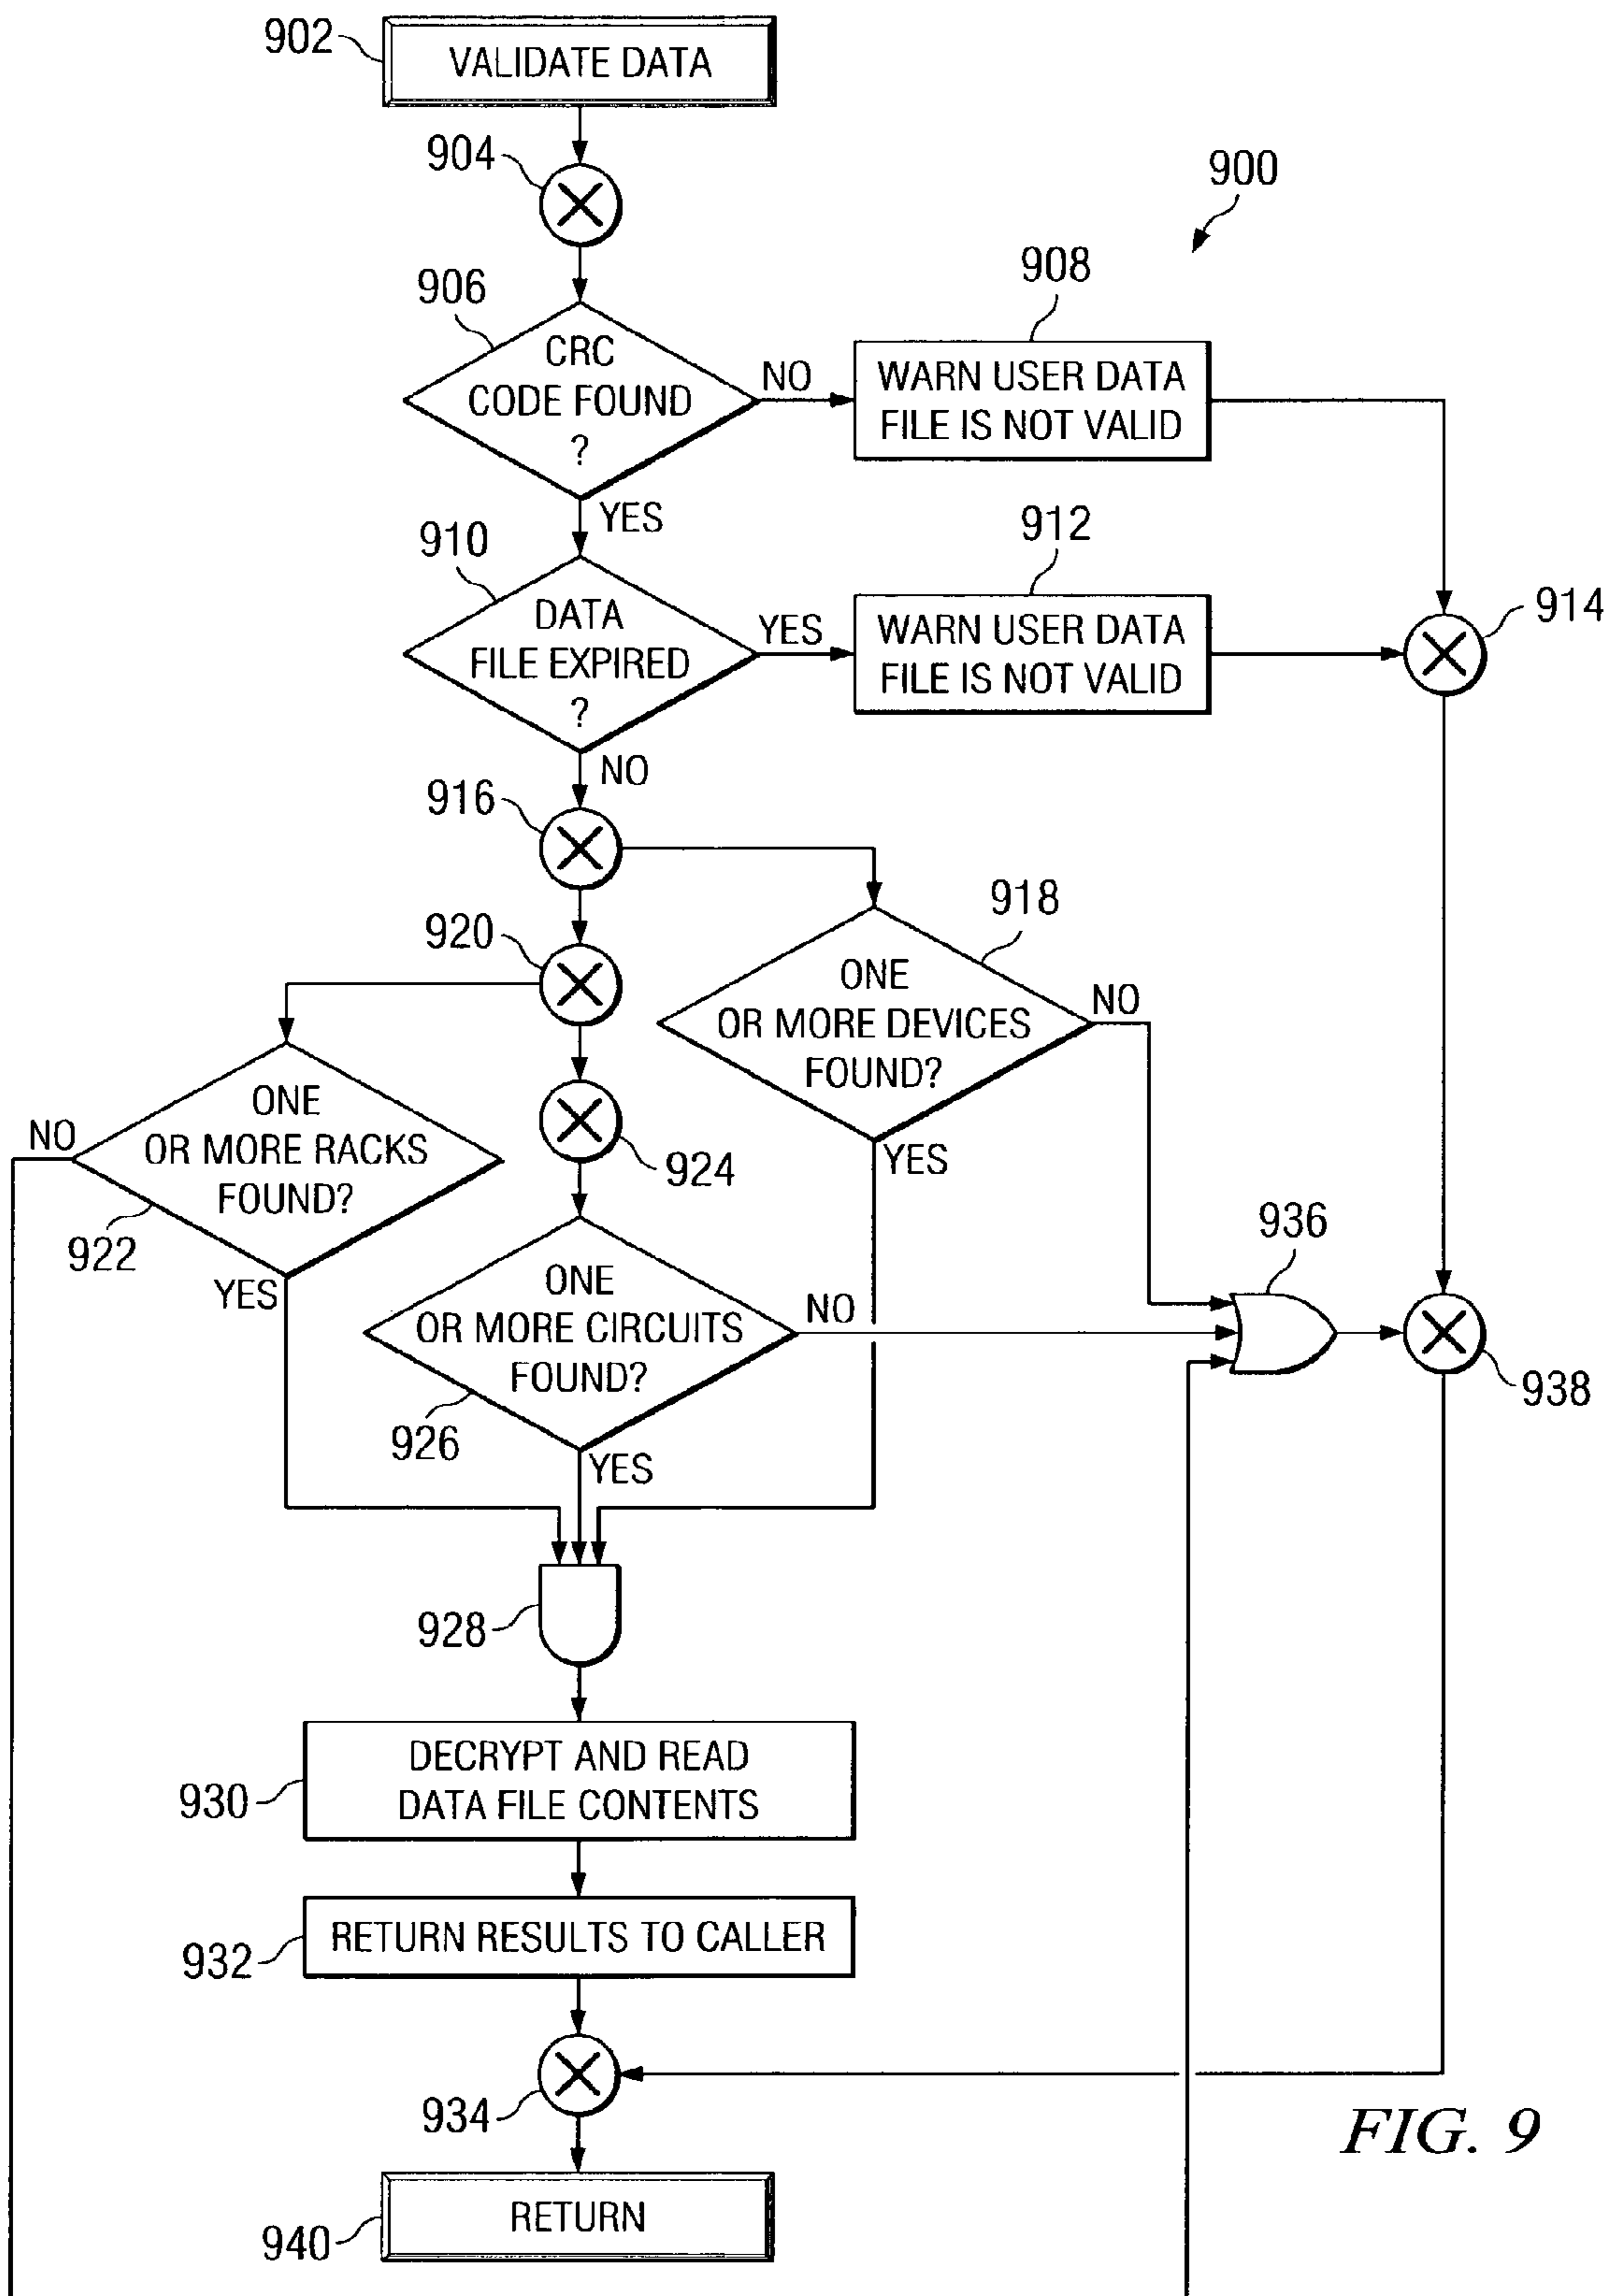 902
VALIDATE DATA
904
900
906
CRC
CODE FOUND
?
NO
908
WARN USER DATA
FILE IS NOT VALID
YES
910
DATA
FILE EXPIRED
?
YES
912
WARN USER DATA
FILE IS NOT VALID
914
NO
916
918
920
ONE
OR MORE DEVICES
FOUND?
NO
YES
NO
ONE
OR MORE RACKS
FOUND?
922
YES
924
ONE
OR MORE CIRCUITS
FOUND?
NO
926
YES
936
938
928
DECRYPT AND READ
DATA FILE CONTENTS
930
RETURN RESULTS TO CALLER
932
934
FIG. 9
RETURN
940